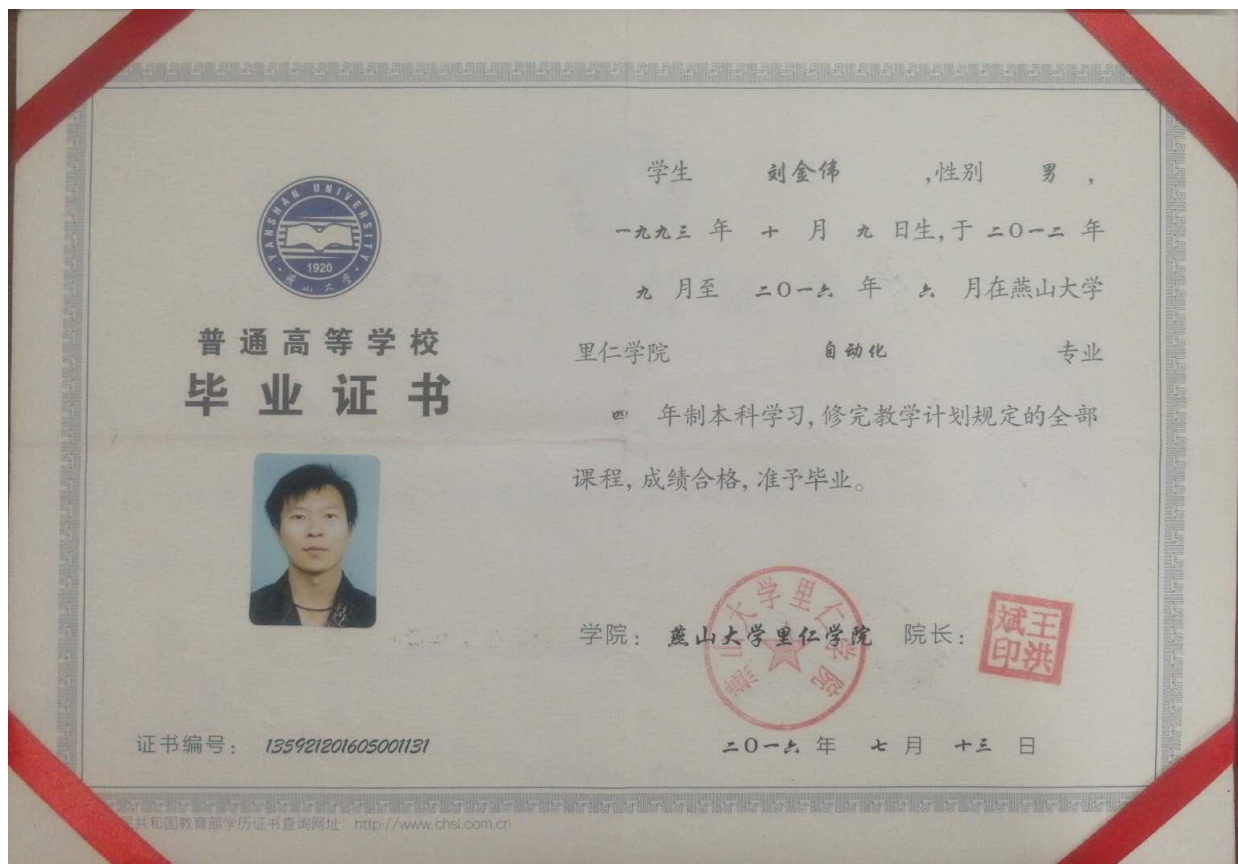 YANSHAN UNIVERSITY
1920
燕山大学
普通高等学校
毕业证书
证书编号： 135921201605001131
学生 刘金伟 ,性别 男 ,
一九九三 年 十 月 九 日生,于 二〇一二 年
九 月至 二〇一六 年 六 月在燕山大学
里仁学院 自动化 专业
四 年制本科学习,修完教学计划规定的全部
课程,成绩合格,准予毕业。
学院： 燕山大学里仁学院 院长：
燕山大学里仁学院
王洪斌印
二〇一六 年 七 月 十三 日
共和国教育部学历证书查询网址：http://www.chsi.com.cn